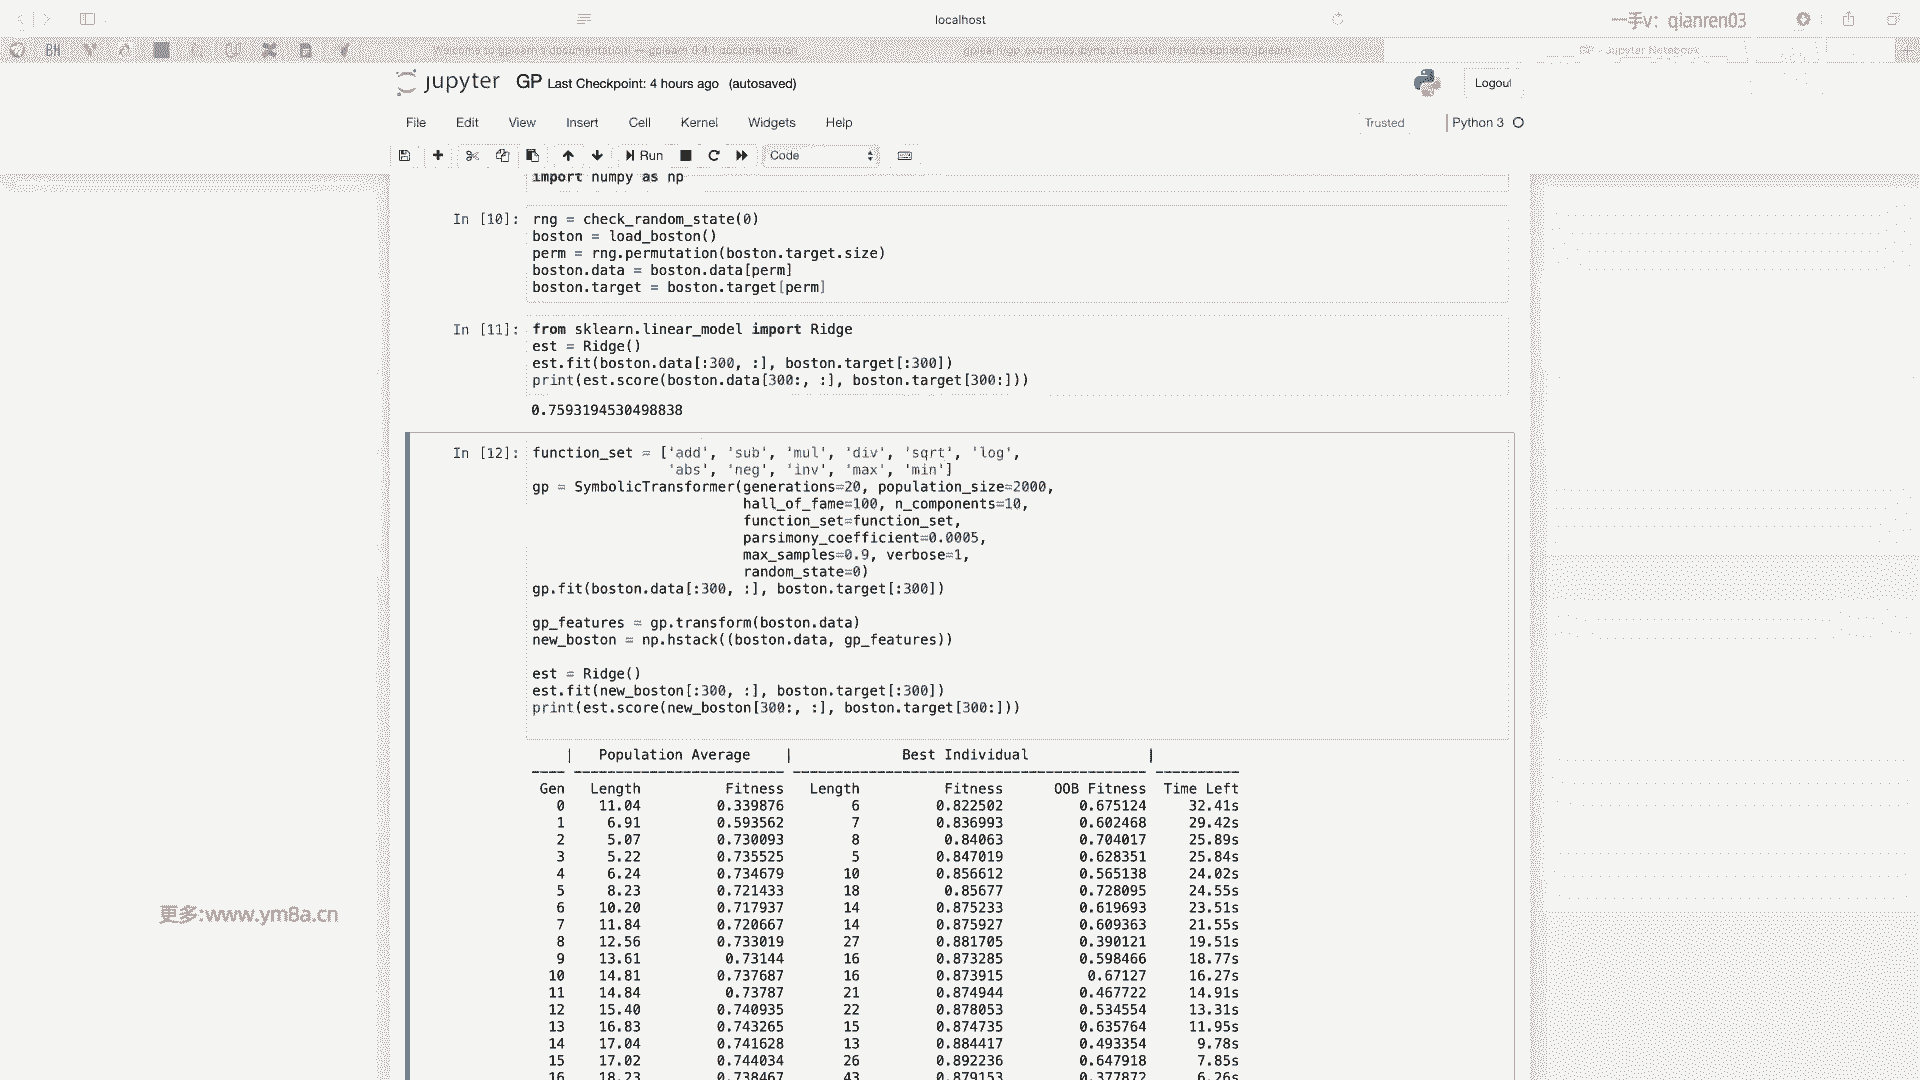 localhost
一手v: qianren03
BH
Welcome to gplearn's documentation! — gplearn 0.4.1 documentation
gplearn/gp_examples.ipynb at master · trevorstephens/gplearn
GP - Jupyter Notebook
jupyter GP Last Checkpoint: 4 hours ago (autosaved)
Logout
File Edit View Insert Cell Kernel Widgets Help
Trusted Python 3
Run Code
import numpy as np
In [10]: rng = check_random_state(0)
boston = load_boston()
perm = rng.permutation(boston.target.size)
boston.data = boston.data[perm]
boston.target = boston.target[perm]
In [11]: from sklearn.linear_model import Ridge
est = Ridge()
est.fit(boston.data[:300, :], boston.target[:300])
print(est.score(boston.data[300:, :], boston.target[300:]))
0.7593194530498838
In [12]: function_set = ['add', 'sub', 'mul', 'div', 'sqrt', 'log',
'abs', 'neg', 'inv', 'max', 'min']
gp = SymbolicTransformer(generations=20, population_size=2000,
hall_of_fame=100, n_components=10,
function_set=function_set,
parsimony_coefficient=0.0005,
max_samples=0.9, verbose=1,
random_state=0)
gp.fit(boston.data[:300, :], boston.target[:300])
gp_features = gp.transform(boston.data)
new_boston = np.hstack((boston.data, gp_features))
est = Ridge()
est.fit(new_boston[:300, :], boston.target[:300])
print(est.score(new_boston[300:, :], boston.target[300:]))
| Population Average | Best Individual |
---- ------------------------- ------------------------------------------ ----------
Gen Length Fitness Length Fitness OOB Fitness Time Left
0 11.04 0.339876 6 0.822502 0.675124 32.41s
1 6.91 0.593562 7 0.836993 0.602468 29.42s
2 5.07 0.730093 8 0.84063 0.704017 25.89s
3 5.22 0.735525 5 0.847019 0.628351 25.84s
4 6.24 0.734679 10 0.856612 0.565138 24.02s
5 8.23 0.721433 18 0.85677 0.728095 24.55s
6 10.20 0.717937 14 0.875233 0.619693 23.51s
7 11.84 0.720667 14 0.875927 0.609363 21.55s
8 12.56 0.733019 27 0.881705 0.390121 19.51s
9 13.61 0.73144 16 0.873285 0.598466 18.77s
10 14.81 0.737687 16 0.873915 0.67127 16.27s
11 14.84 0.73787 21 0.874944 0.467722 14.91s
12 15.40 0.740935 22 0.878053 0.534554 13.31s
13 16.83 0.743265 15 0.874735 0.635764 11.95s
14 17.04 0.741628 13 0.884417 0.493354 9.78s
15 17.02 0.744034 26 0.892236 0.647918 7.85s
16 18.23 0.738467 43 0.879153 0.377872 6.26s
更多:www.ym8a.cn